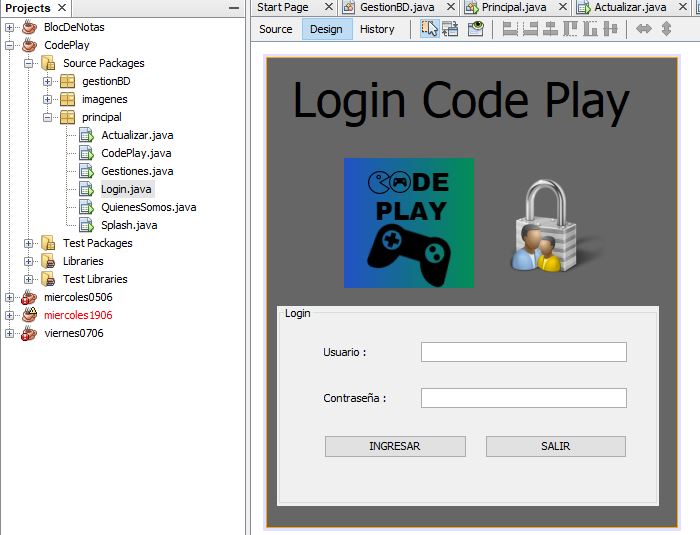 Projects
BlocDeNotas
CodePlay
Source Packages
gestionBD
imagenes
principal
Actualizar.java
CodePlay.java
Gestiones.java
Login.java
QuienesSomos.java
Splash.java
Test Packages
Libraries
Test Libraries
miercoles0506
miercoles1906
viernes0706
Start Page
GestionBD.java
Principal.java
Actualizar.java
Source
Design
History
Login Code Play
CODE
PLAY
Login
Usuario :
Contraseña :
INGRESAR
SALIR